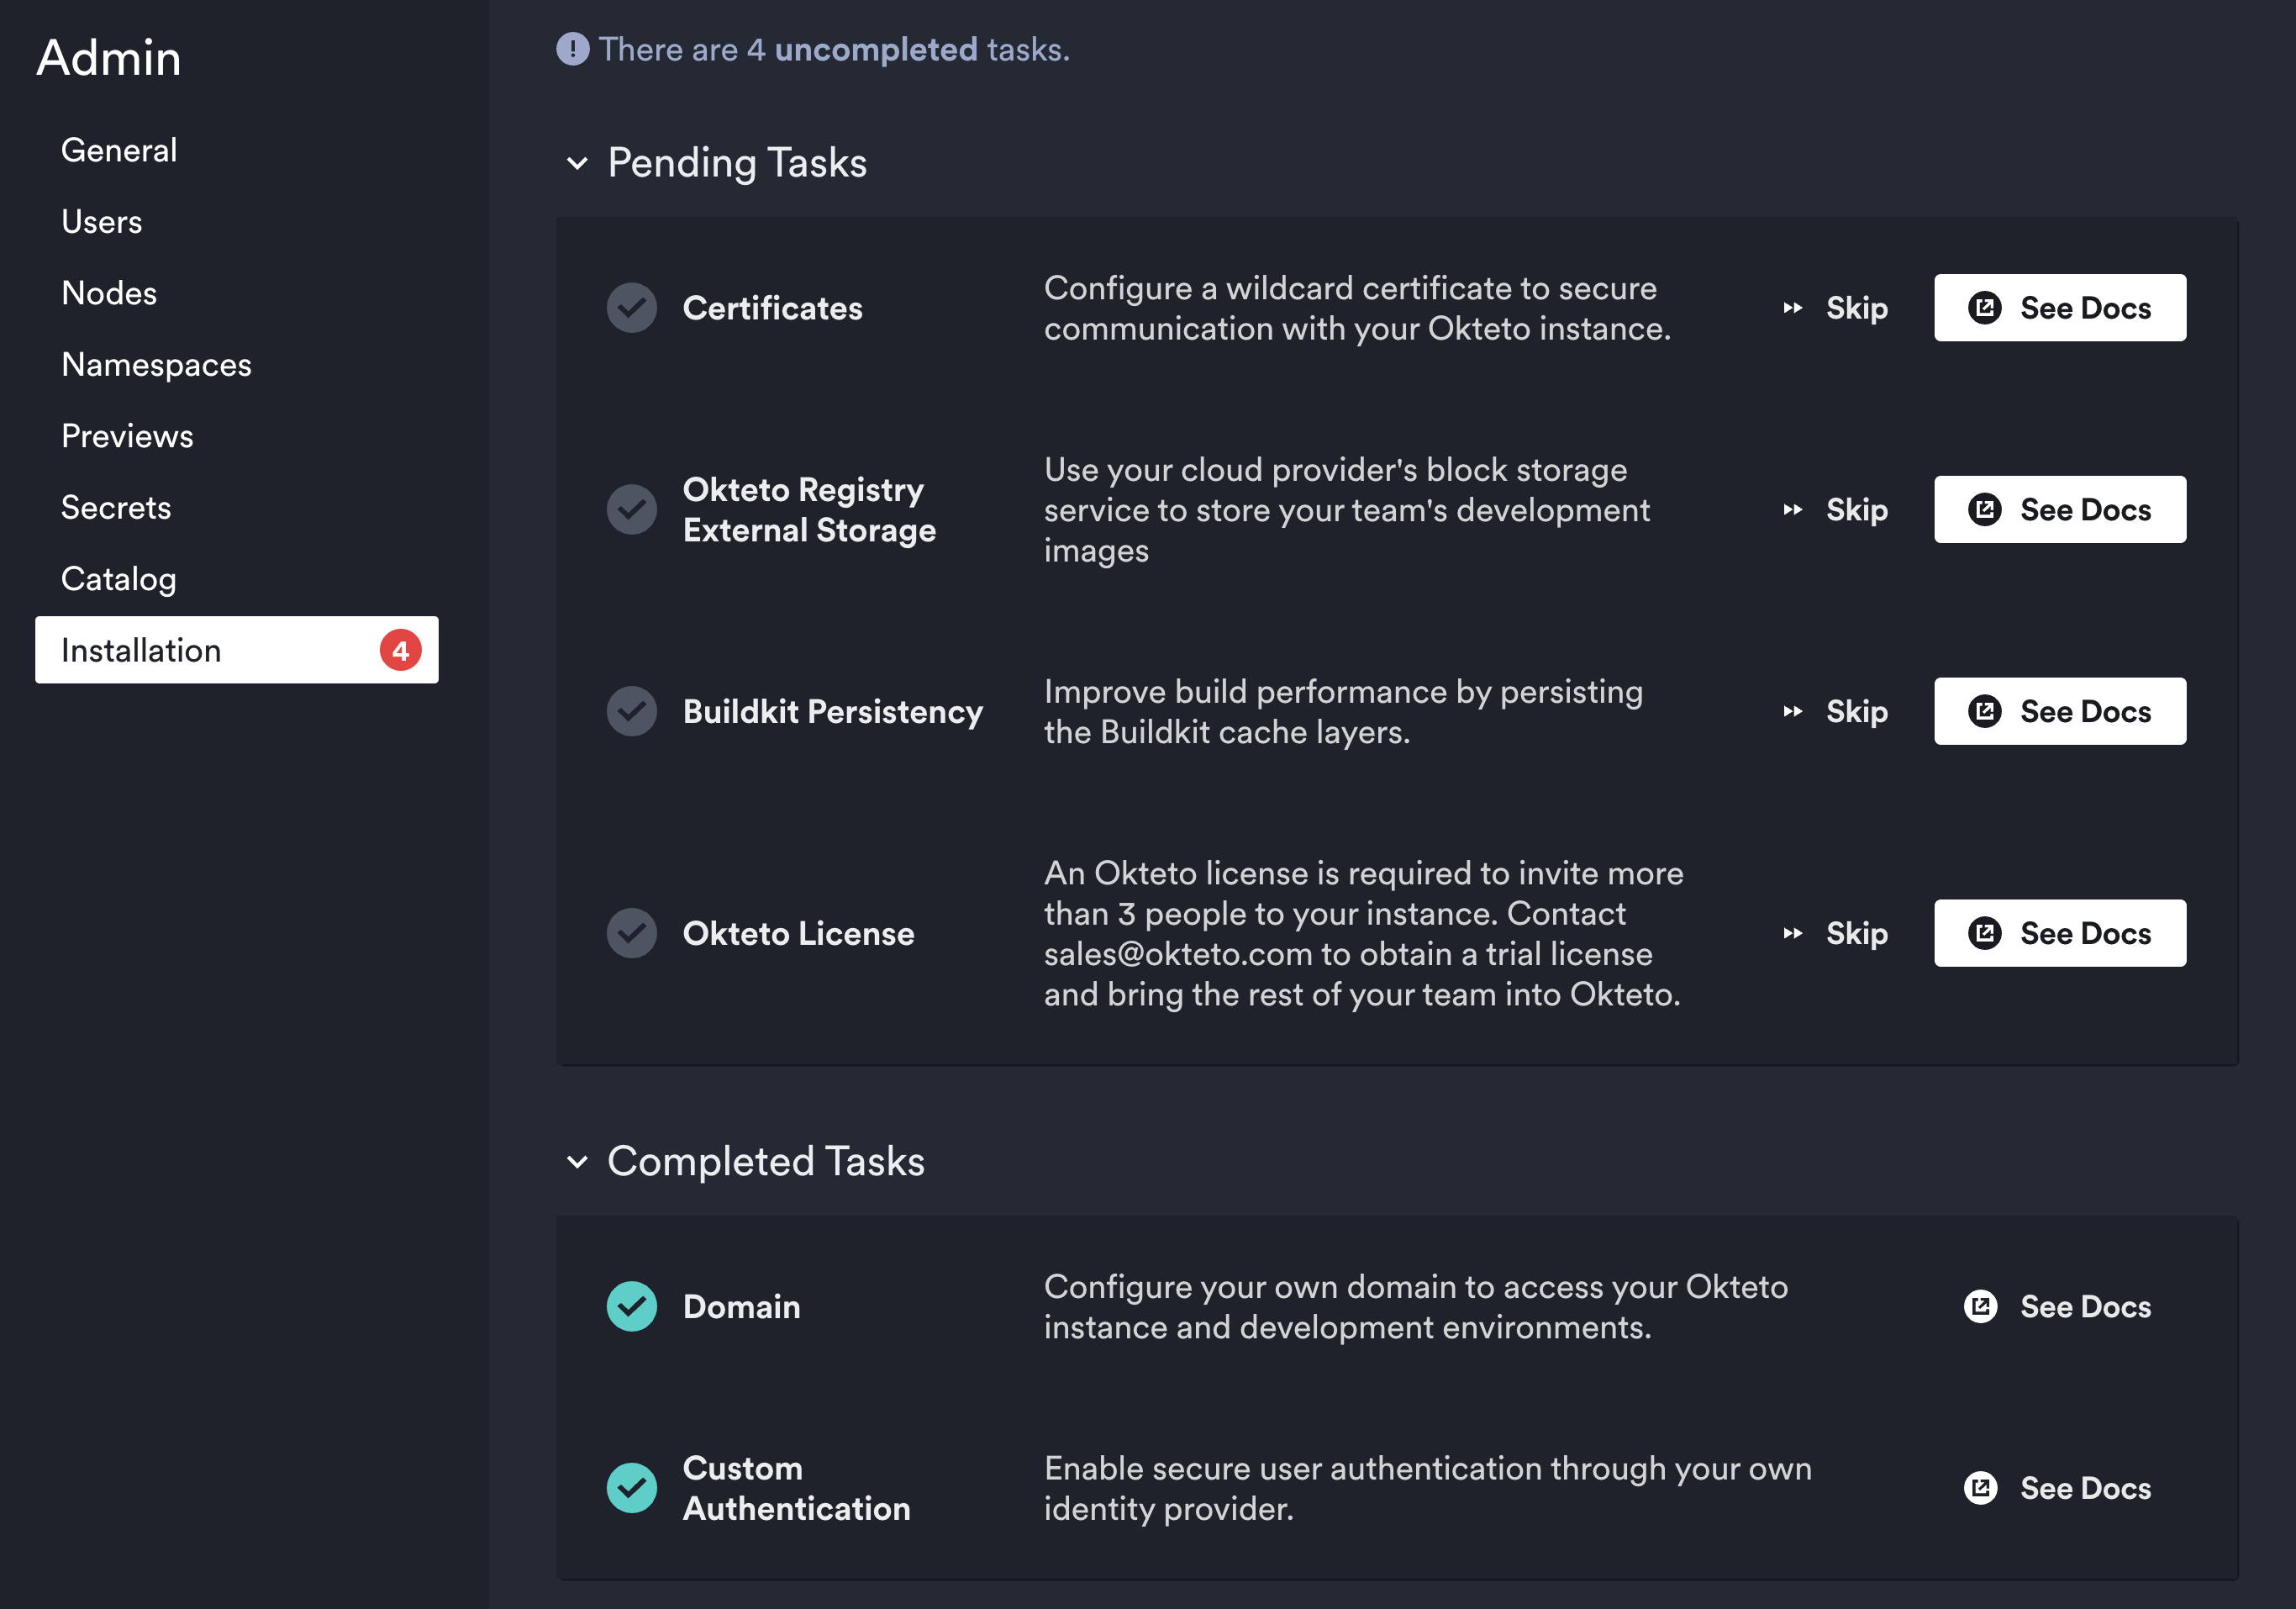 Admin
General
Users
Nodes
Namespaces
Previews
Secrets
Catalog
Installation 4
There are 4 uncompleted tasks.
Pending Tasks
Certificates
Configure a wildcard certificate to secure
communication with your Okteto instance.
Skip
See Docs
Okteto Registry
External Storage
Use your cloud provider's block storage
service to store your team's development
images
Skip
See Docs
Buildkit Persistency
Improve build performance by persisting
the Buildkit cache layers.
Skip
See Docs
Okteto License
An Okteto license is required to invite more
than 3 people to your instance. Contact
sales@okteto.com to obtain a trial license
and bring the rest of your team into Okteto.
Skip
See Docs
Completed Tasks
Domain
Configure your own domain to access your Okteto
instance and development environments.
See Docs
Custom
Authentication
Enable secure user authentication through your own
identity provider.
See Docs